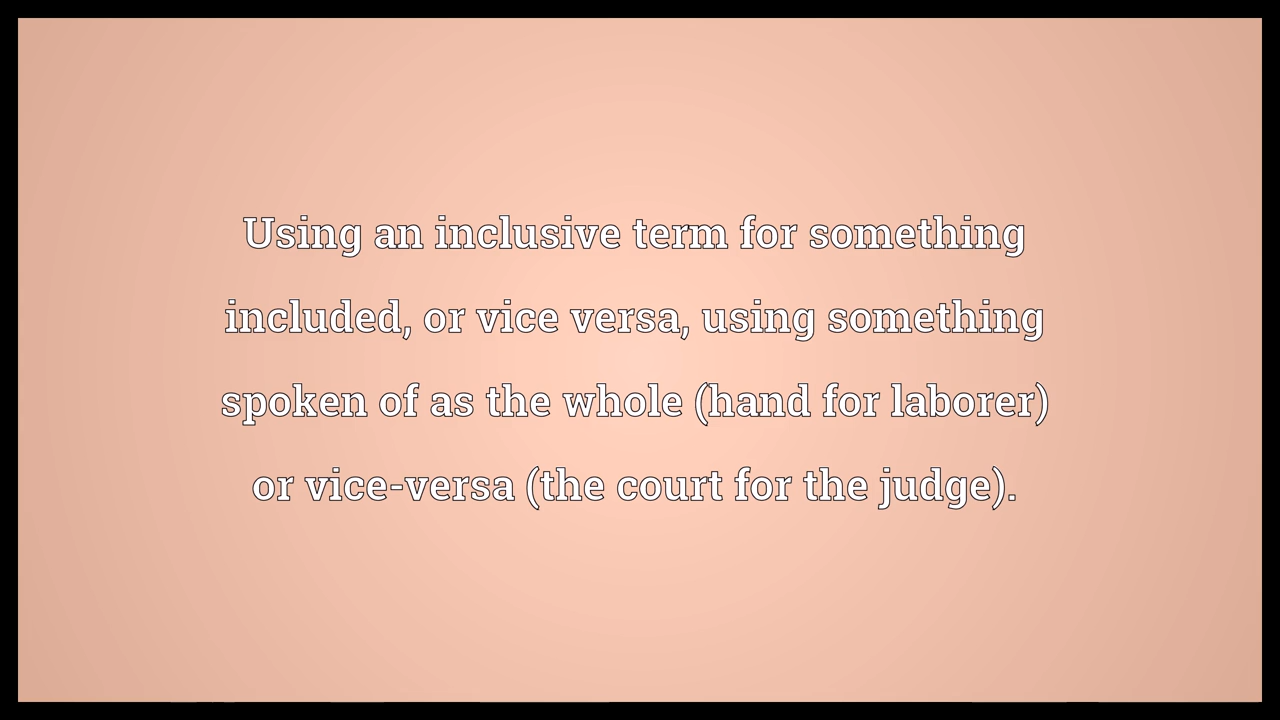 Using an inclusive term for something
included, or vice versa, using something
spoken of as the whole (hand for laborer)
or vice-versa (the court for the judge).